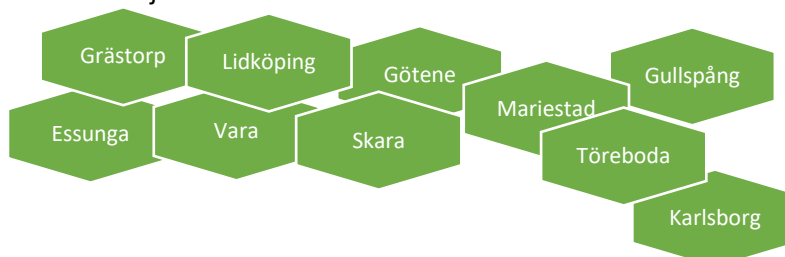 Grästorp
Lidköping
Götene
Gullspång
Mariestad
Essunga
Vara
Skara
Töreboda
Karlsborg